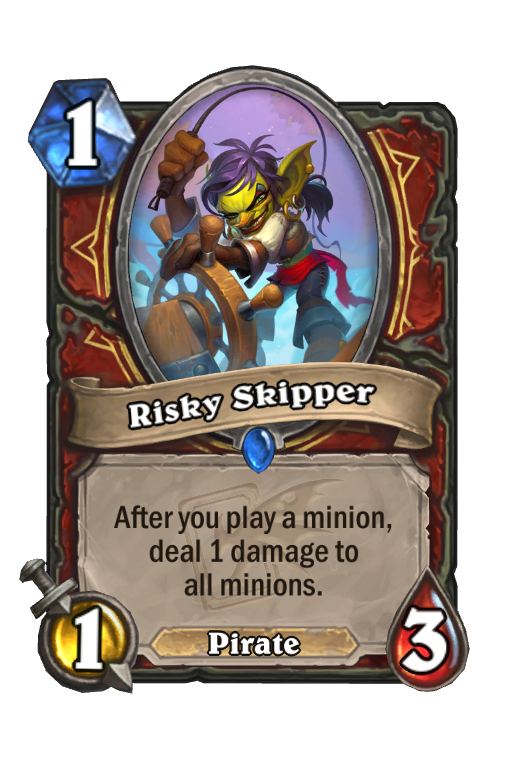 1
Risky Skipper
After you play a minion,
deal 1 damage to
all minions.
1
Pirate
3